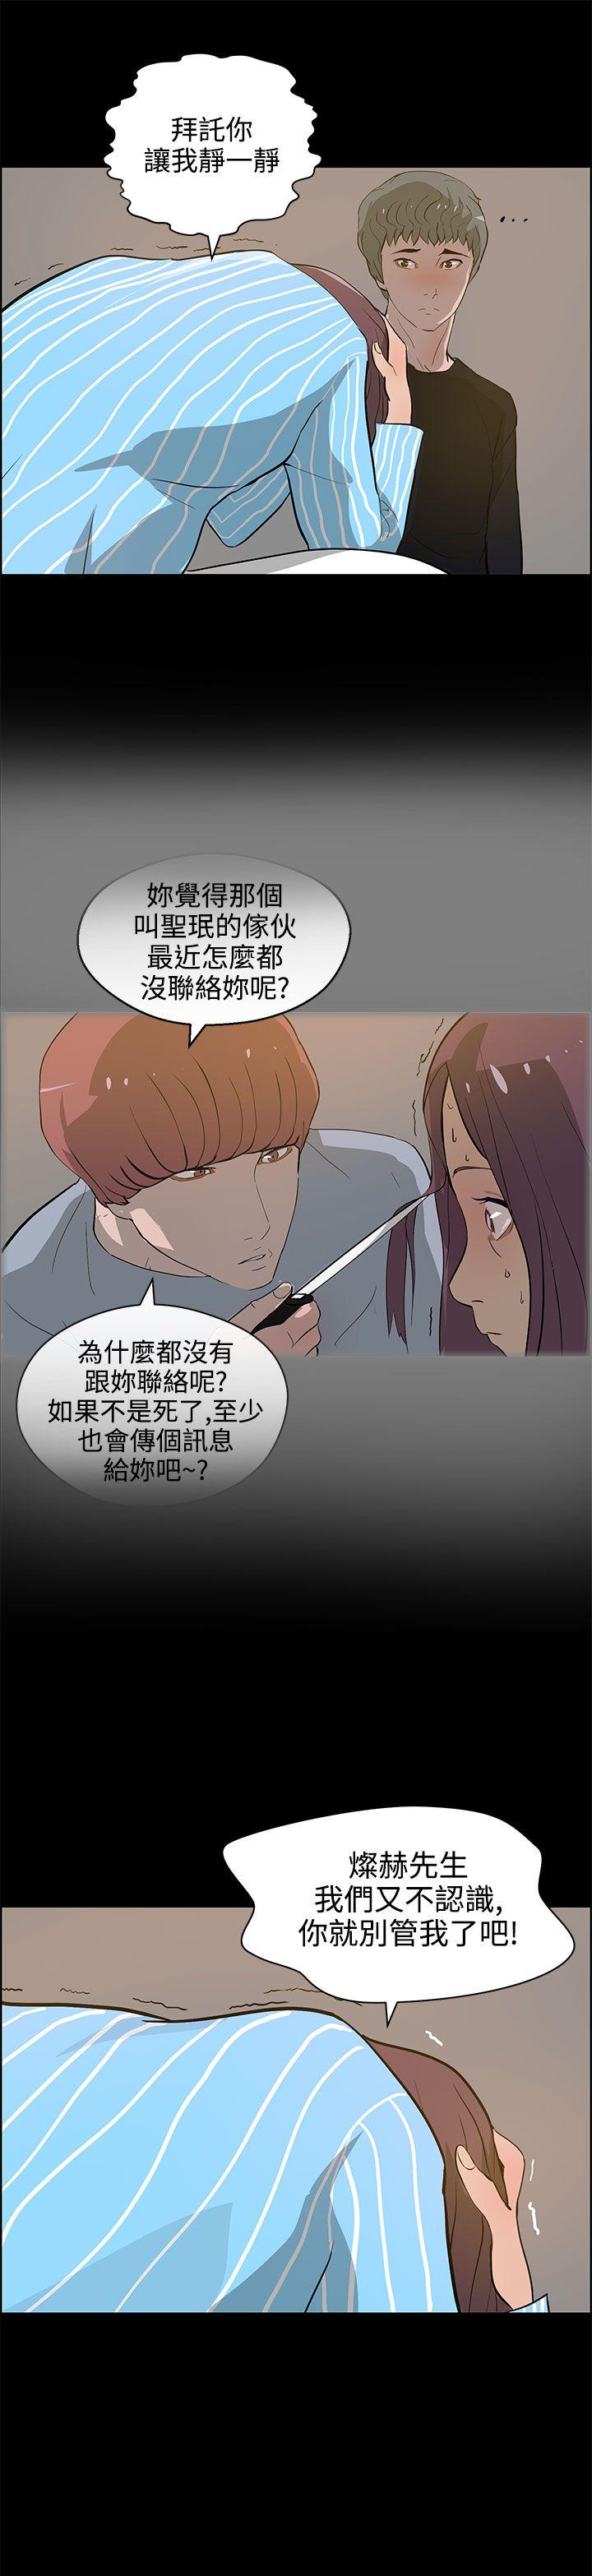 拜託你
讓我靜一靜
妳覺得那個
叫聖珉的傢伙
最近怎麼都
沒聯絡妳呢?
為什麼都沒有
跟妳聯絡呢?
如果不是死了,至少
也會傳個訊息
給妳吧~?
燦赫先生
我們又不認識,
你就別管我了吧!